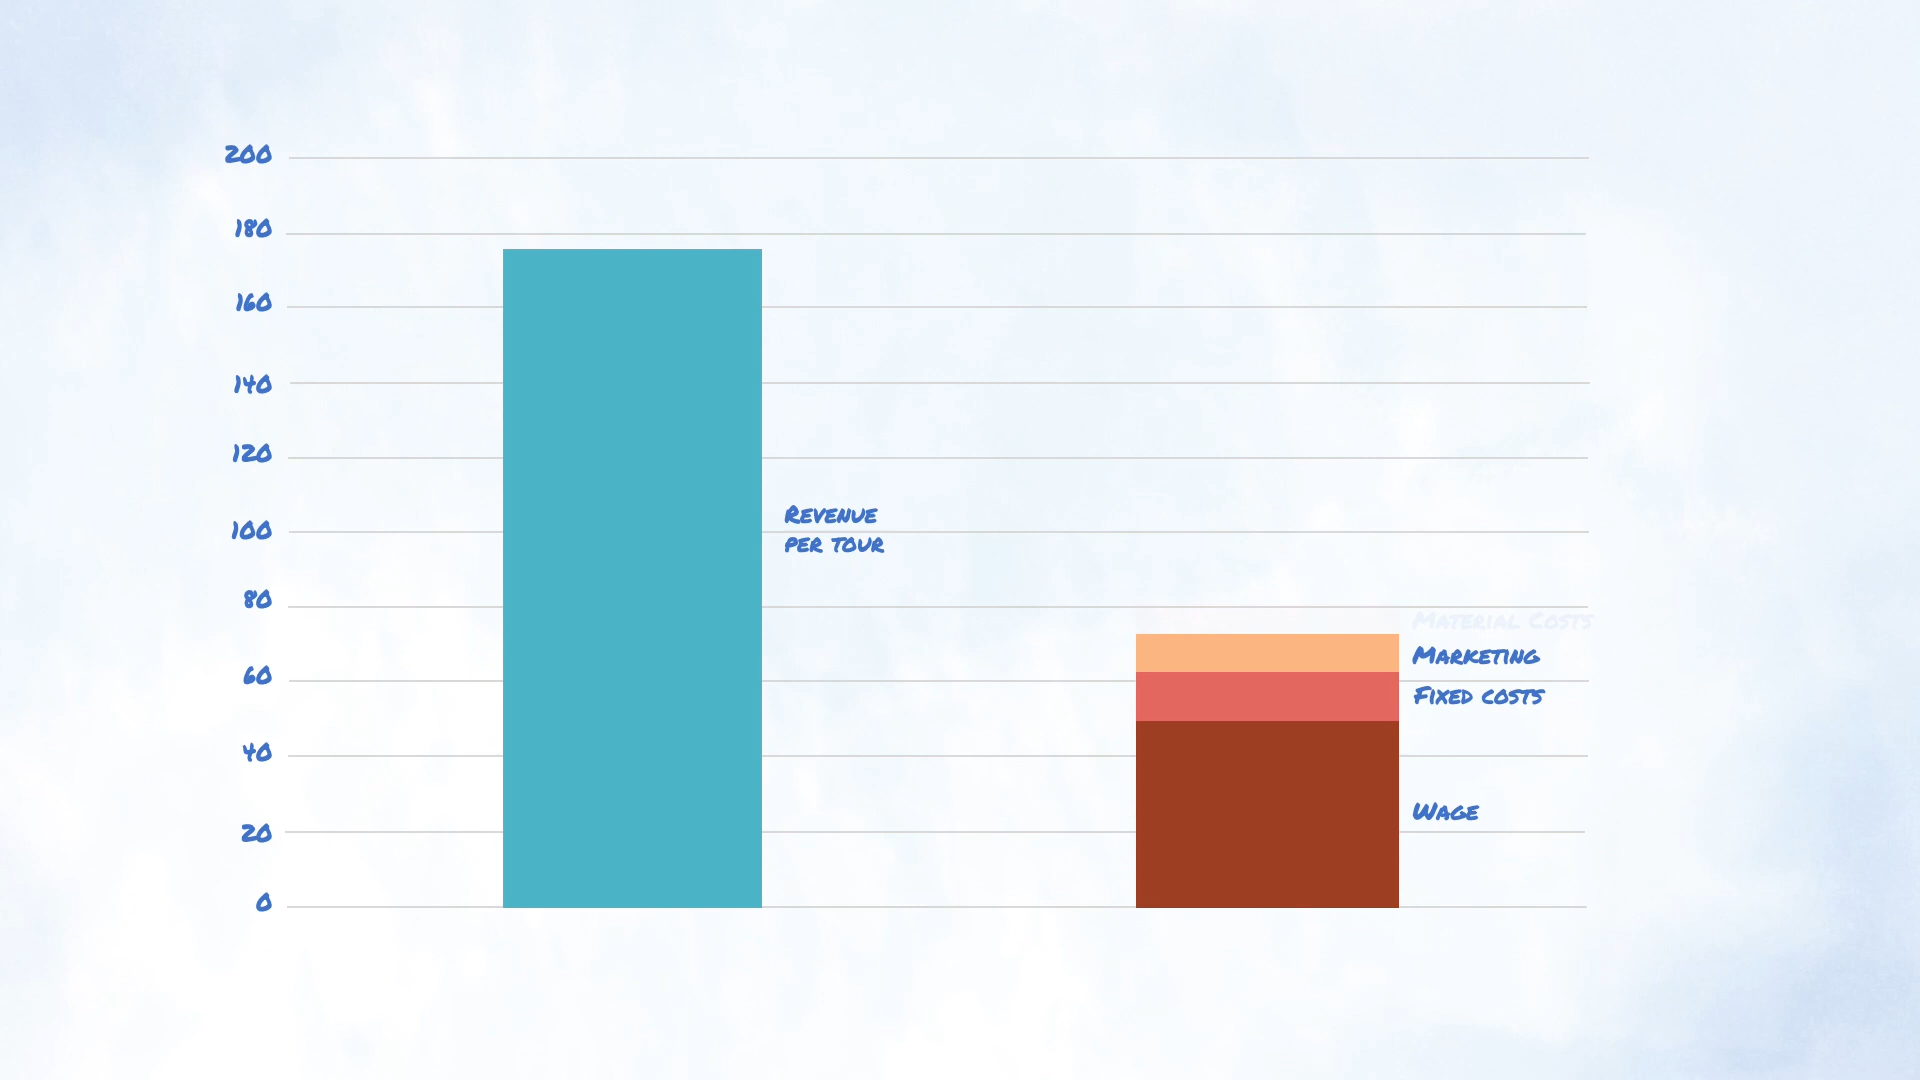 200
180
160
140
120
100
80
60
40
20
0
Revenue
per tour
Material Costs
Marketing
Fixed costs
Wage